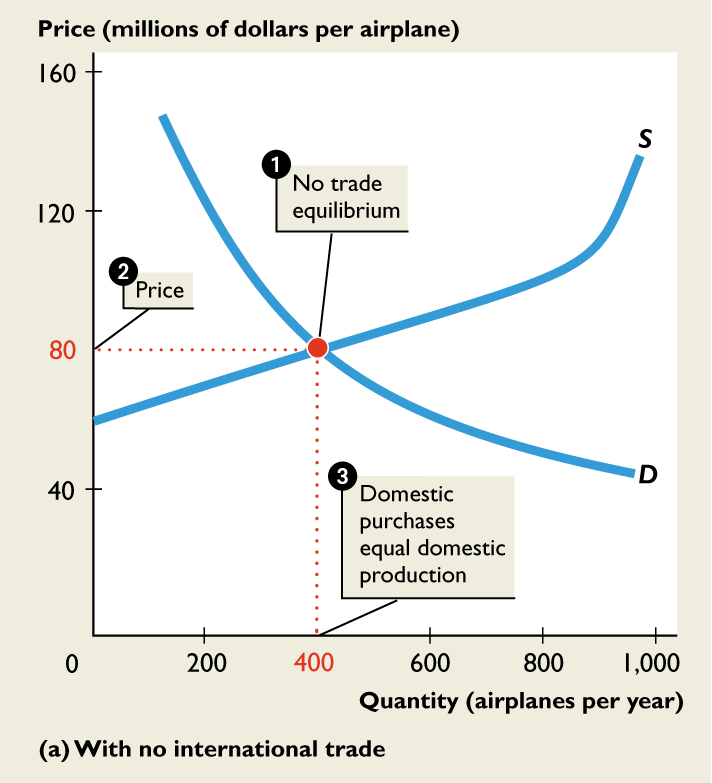 Price (millions of dollars per airplane)
160
S
1
No trade
equilibrium
120
2
Price
80
3
Domestic
purchases
equal domestic
production
D
40
0
200
400
600
800
1,000
Quantity (airplanes per year)
(a) With no international trade